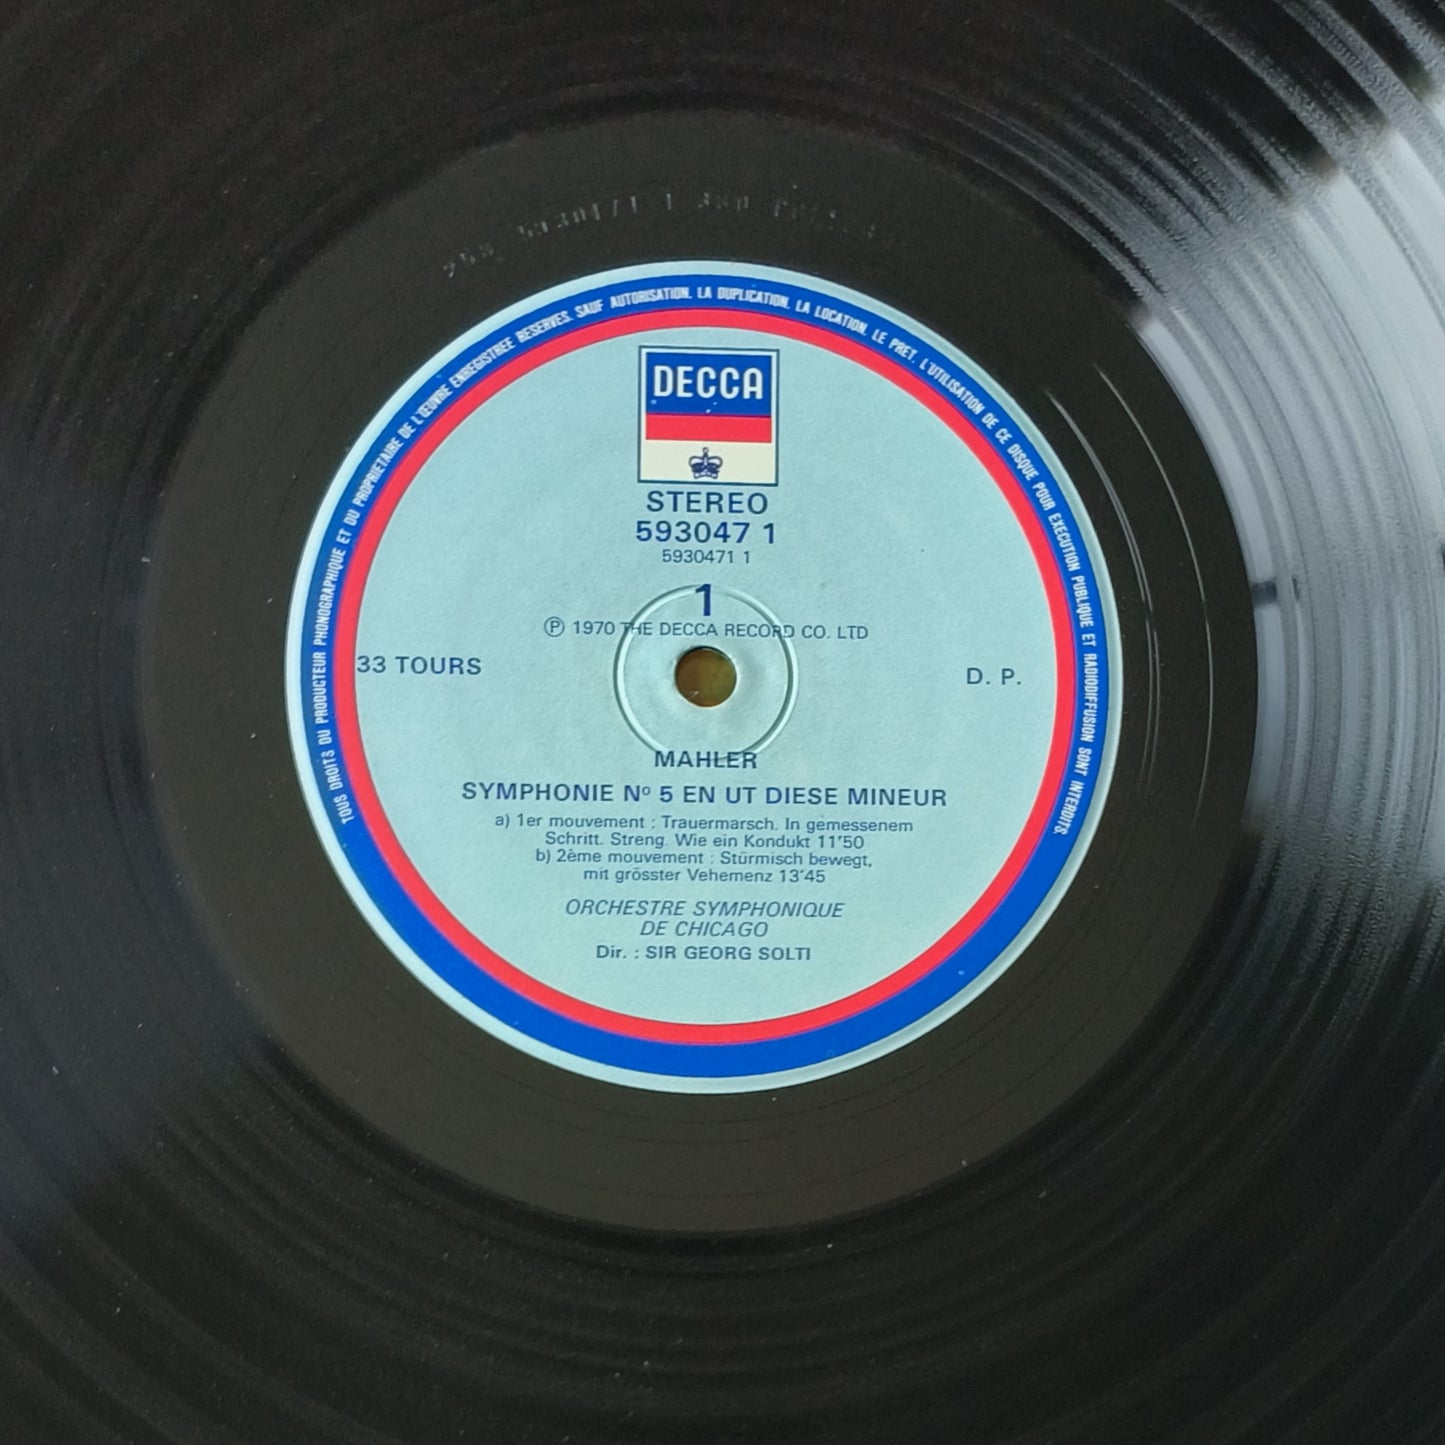 TOUS DROITS DU PRODUCTEUR PHONOGRAPHIQUE ET DU PROPRIETAIRE DE L'ŒUVRE ENREGISTREE RESERVES. SAUF AUTORISATION, LA DUPLICATION, LA LOCATION, LE PRET, L'UTILISATION DE CE DISQUE POUR EXECUTION PUBLIQUE ET RADIODIFFUSION SONT INTERDITS.
DECCA
STEREO
593047 1
5930471 1
1
Ⓟ 1970 THE DECCA RECORD CO. LTD
33 TOURS
D. P.
MAHLER
SYMPHONIE Nº 5 EN UT DIESE MINEUR
a) 1er mouvement : Trauermarsch. In gemessenem
Schritt. Streng. Wie ein Kondukt 11'50
b) 2ème mouvement : Stürmisch bewegt,
mit grösster Vehemenz 13'45
ORCHESTRE SYMPHONIQUE
DE CHICAGO
Dir. : SIR GEORG SOLTI